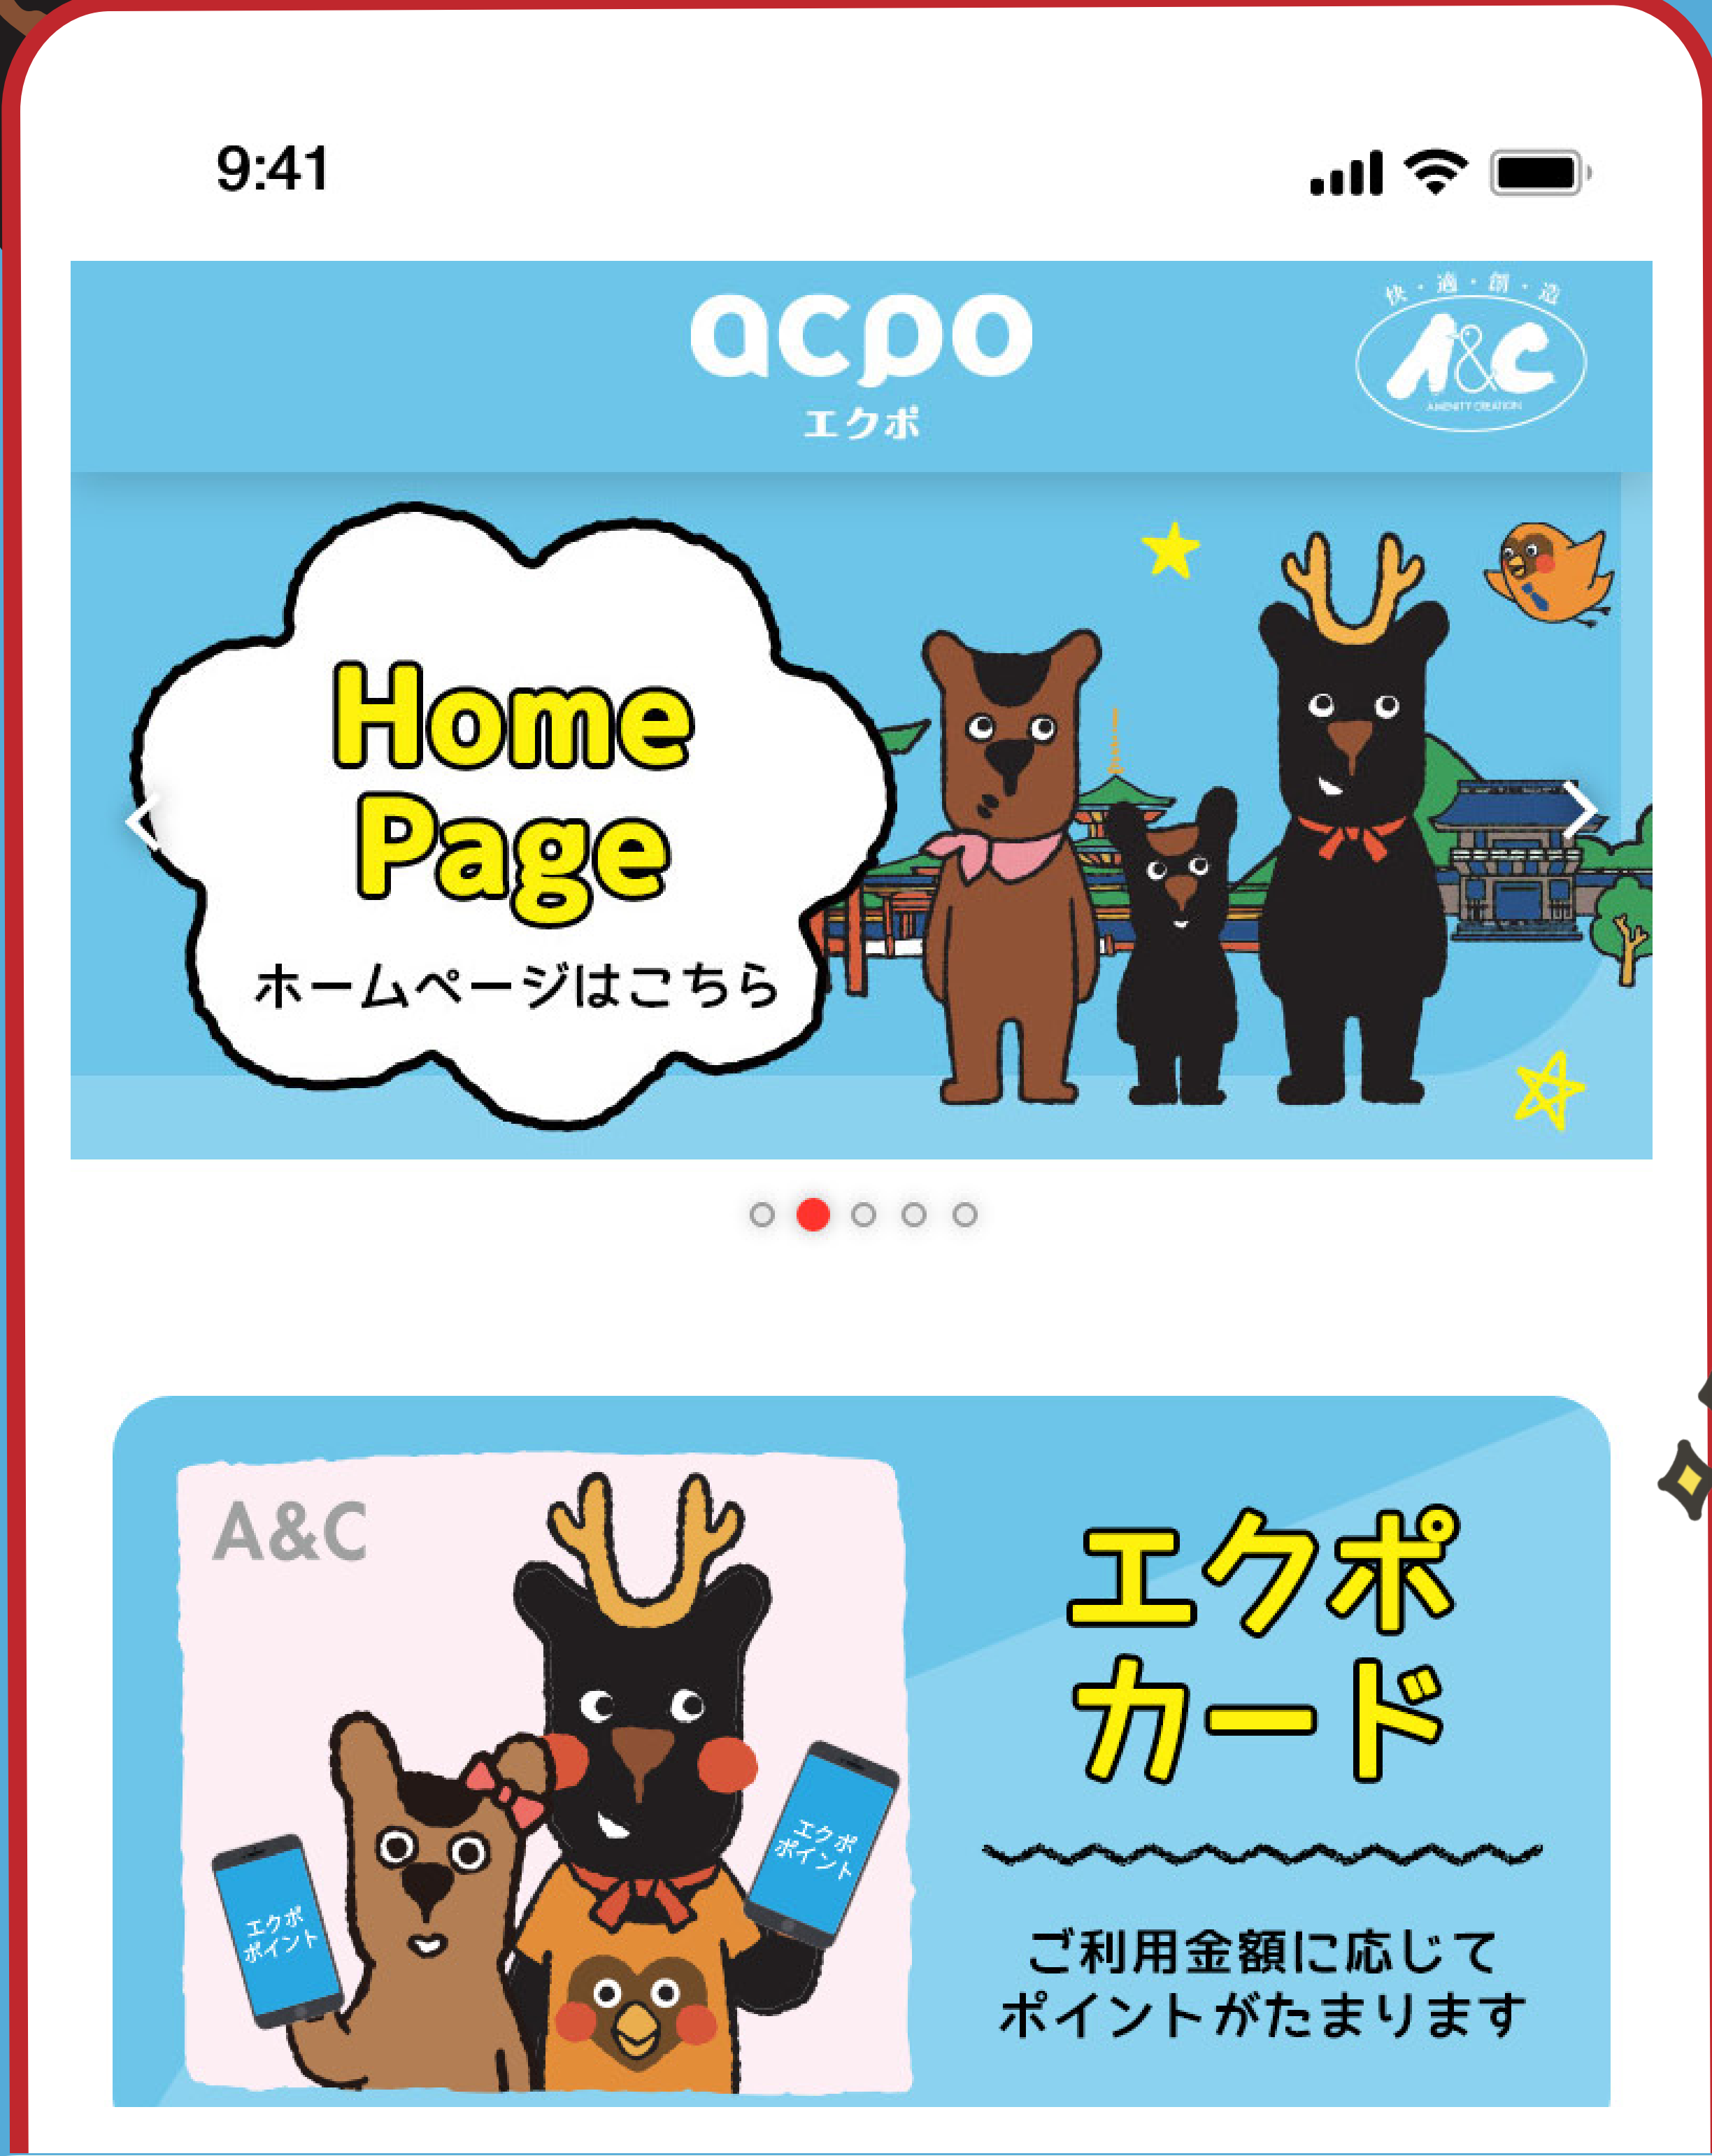 9:41
acpo
エクポ
快・適・創・造
A&C
AMENITY CREATION
Home
Page
ホームページはこちら
A&C
エクポ
カード
エクポ
ポイント
エクポ
ポイント
ご利用金額に応じて
ポイントがたまります